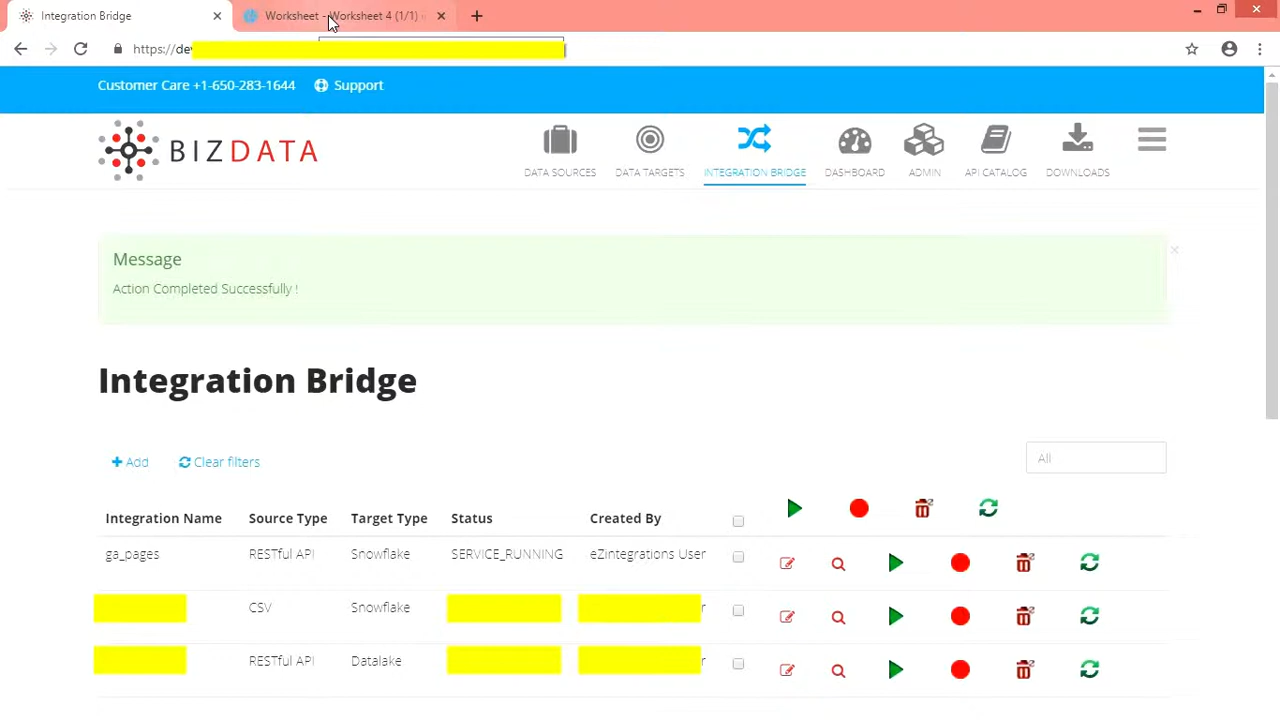 Integration Bridge
Worksheet - Worksheet 4 (1/1)
https://dev
Customer Care +1-650-283-1644 Support
BIZDATA
DATA SOURCES DATA TARGETS INTEGRATION BRIDGE DASHBOARD ADMIN API CATALOG DOWNLOADS
Message
Action Completed Successfully !
Integration Bridge
Add Clear filters All
Integration Name Source Type Target Type Status Created By
ga_pages RESTful API Snowflake SERVICE_RUNNING eZintegrations User
CSV Snowflake r
RESTful API Datalake r